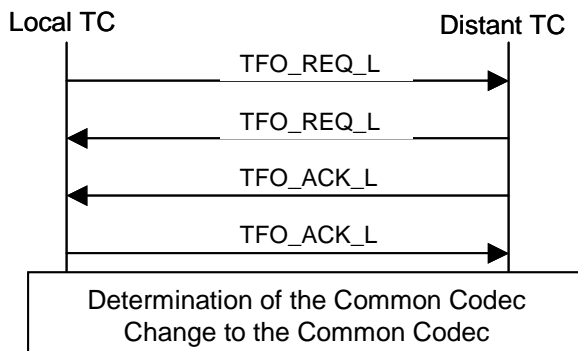 Local TC
Distant TC
TFO_REQ_L
TFO_REQ_L
TFO_ACK_L
TFO_ACK_L
Determination of the Common Codec
Change to the Common Codec